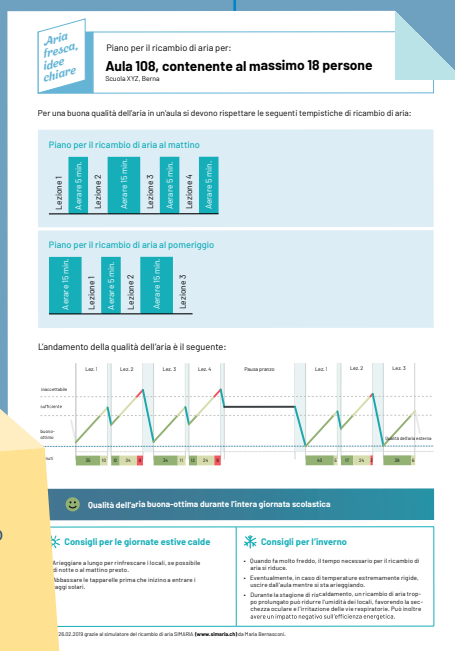 Aria
fresca,
idee
chiare
Piano per il ricambio di aria per:
Aula 108, contenente al massimo 18 persone
Scuola XYZ, Berna
Per una buona qualità dell'aria in un'aula si devono rispettare le seguenti tempistiche di ricambio di aria:
Piano per il ricambio di aria al mattino
Lezione 1
Aerare 5 min.
Lezione 2
Aerare 15 min.
Lezione 3
Aerare 5 min.
Lezione 4
Aerare 5 min.
Piano per il ricambio di aria al pomeriggio
Aerare 15 min.
Lezione 1
Aerare 5 min.
Lezione 2
Aerare 15 min.
Lezione 3
L'andamento della qualità dell'aria è il seguente:
Lez. 1 Lez. 2 Lez. 3 Lez. 4 Pausa pranzo Lez. 1 Lez. 2 Lez. 3
inaccettabile
sufficiente
buona-
ottima
Qualità dell'aria esterna
Qualità dell'aria buona-ottima durante l'intera giornata scolastica
Consigli per le giornate estive calde
Arieggiare a lungo per rinfrescare i locali, se possibile
di notte o al mattino presto.
Abbassare le tapparelle prima che inizino a entrare i
raggi solari.
Consigli per l'inverno
• Quando fa molto freddo, il tempo necessario per il ricambio di
aria si riduce.
• Eventualmente, in caso di temperature estremamente rigide,
uscire dall'aula mentre si sta arieggiando.
• Durante la stagione di riscaldamento, un ricambio di aria trop-
po prolungato può ridurre l'umidità dei locali, favorendo la sec-
chezza oculare e l'irritazione delle vie respiratorie. Può inoltre
avere un impatto negativo sull'efficienza energetica.
26.02.2019 grazie al simulatore del ricambio di aria SIMARIA (www.simaria.ch) da Maria Bernasconi.